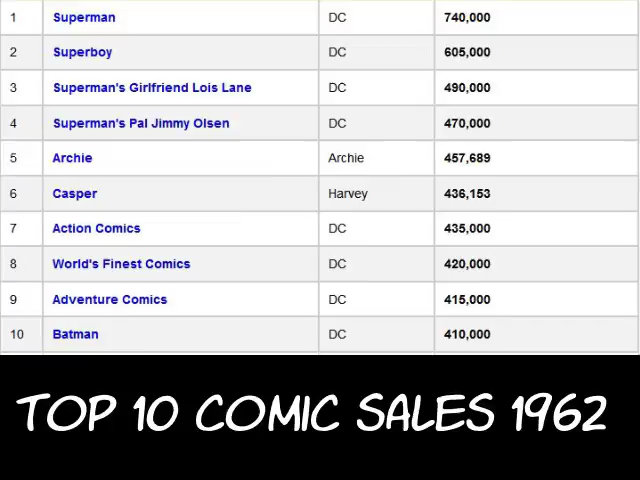 1 Superman DC 740,000
2 Superboy DC 605,000
3 Superman's Girlfriend Lois Lane DC 490,000
4 Superman's Pal Jimmy Olsen DC 470,000
5 Archie Archie 457,689
6 Casper Harvey 436,153
7 Action Comics DC 435,000
8 World's Finest Comics DC 420,000
9 Adventure Comics DC 415,000
10 Batman DC 410,000
TOP 10 COMIC SALES 1962